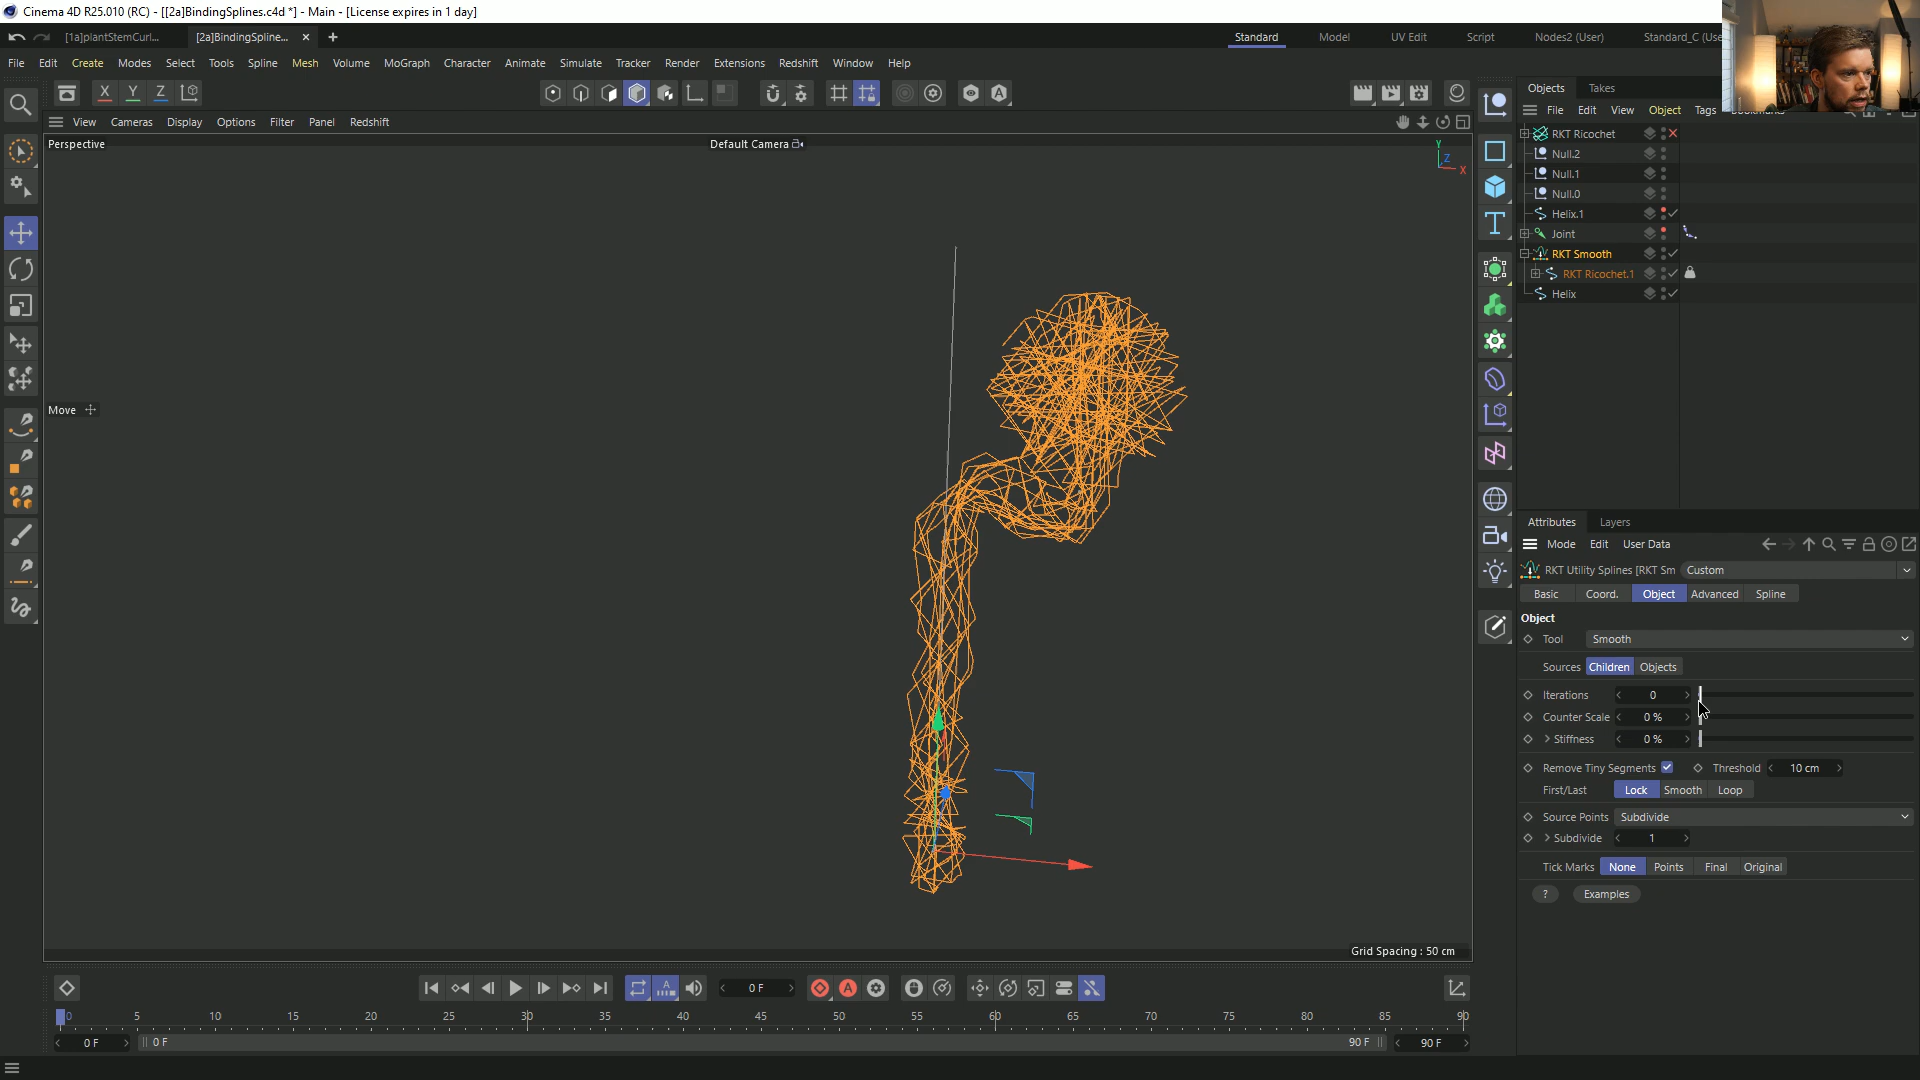 Cinema 4D R25.010 (RC) - [[2a]BindingSplines.c4d *] - Main - [License expires in 1 day]
[1a]plantStemCurl...
[2a]BindingSpline...
Standard
Model
UV Edit
Script
Nodes2 (User)
Standard_C (Use
File Edit Create Modes Select Tools Spline Mesh Volume MoGraph Character Animate Simulate Tracker Render Extensions Redshift Window Help
X Y Z
View Cameras Display Options Filter Panel Redshift
Perspective
Default Camera
Y
Z
X
Move
Grid Spacing : 50 cm
Objects Takes
File Edit View Object Tags
RKT Ricochet
Null.2
Null.1
Null.0
Helix.1
Joint
RKT Smooth
RKT Ricochet.1
Helix
Attributes Layers
Mode Edit User Data
RKT Utility Splines [RKT Sm Custom
Basic Coord. Object Advanced Spline
Object
Tool Smooth
Sources Children Objects
Iterations 0
Counter Scale 0 %
Stiffness 0 %
Remove Tiny Segments Threshold 10 cm
First/Last Lock Smooth Loop
Source Points Subdivide
Subdivide 1
Tick Marks None Points Final Original
? Examples
0 F
0 5 10 15 20 25 30 35 40 45 50 55 60 65 70 75 80 85 90
0 F 0 F 90 F 90 F